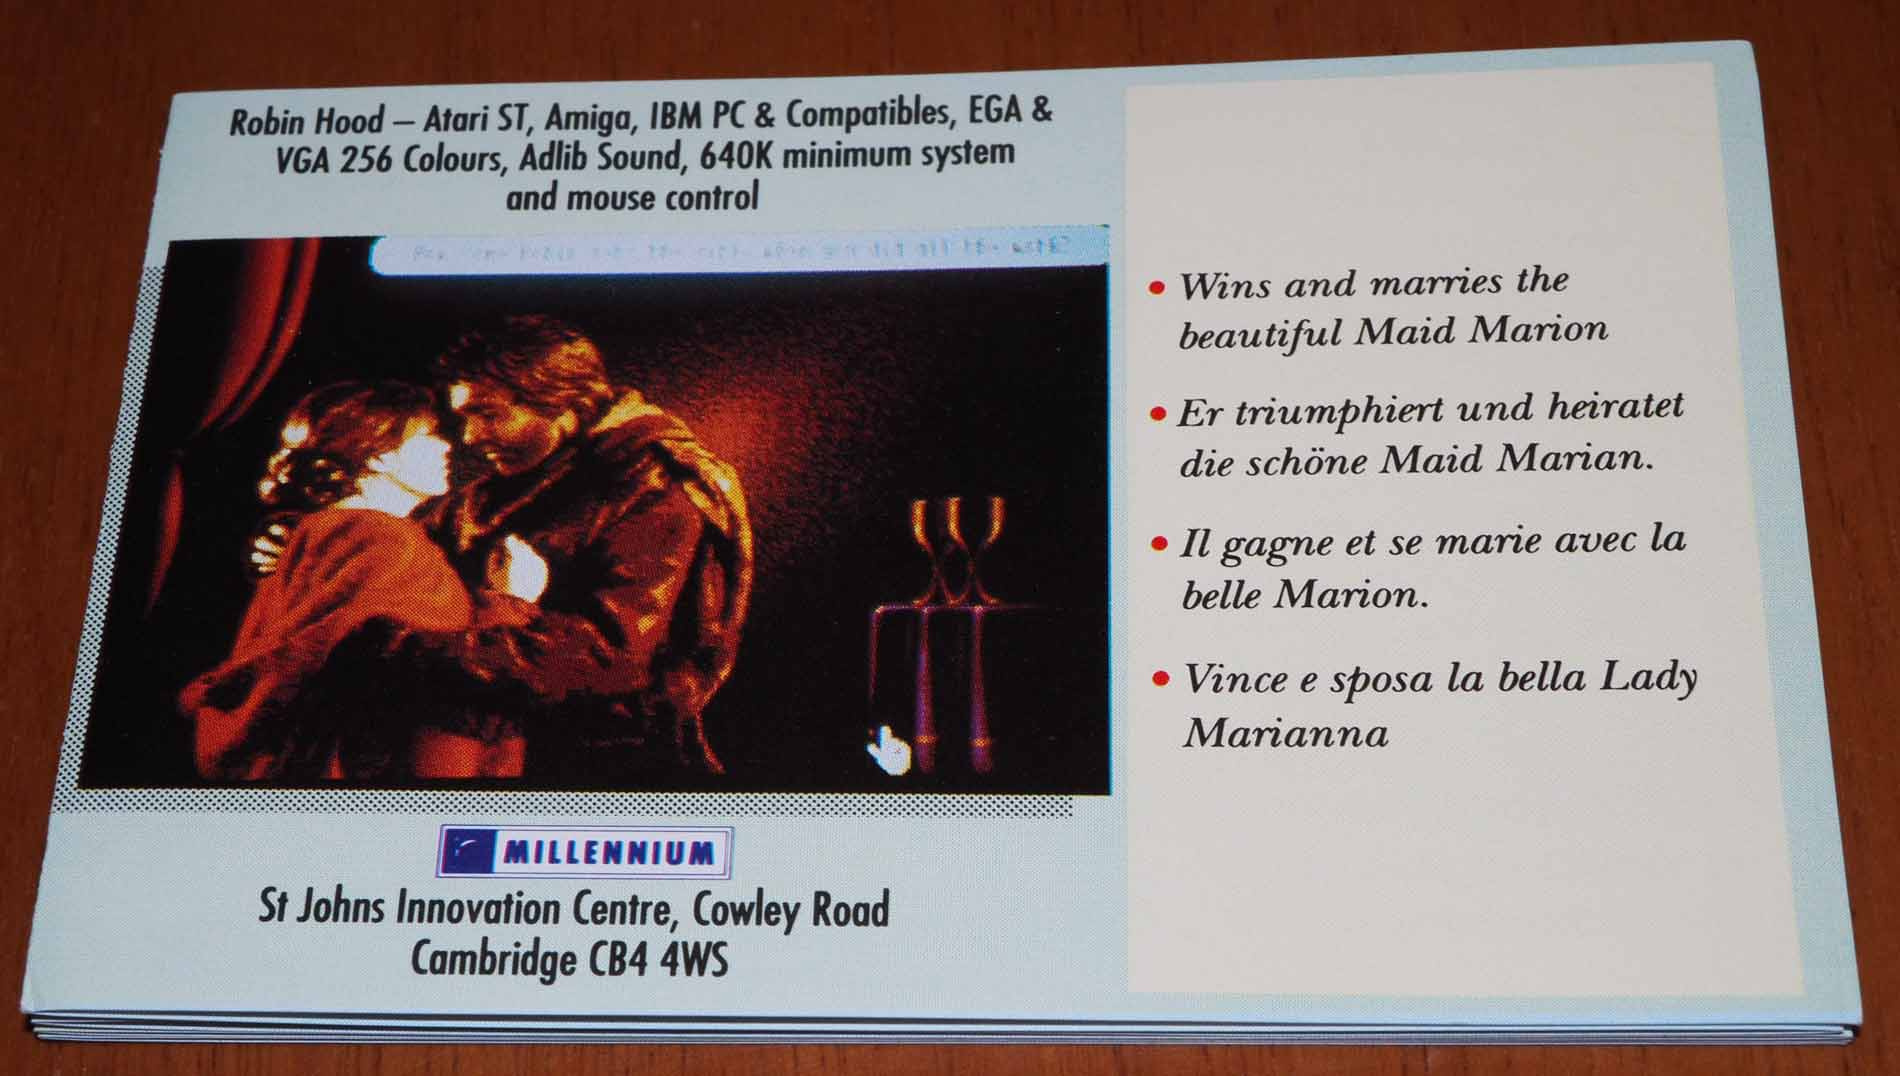 Robin Hood – Atari ST, Amiga, IBM PC & Compatibles, EGA &
VGA 256 Colours, Adlib Sound, 640K minimum system
and mouse control
MILLENNIUM
St Johns Innovation Centre, Cowley Road
Cambridge CB4 4WS
• Wins and marries the
beautiful Maid Marion
• Er triumphiert und heiratet
die schöne Maid Marian.
• Il gagne et se marie avec la
belle Marion.
• Vince e sposa la bella Lady
Marianna